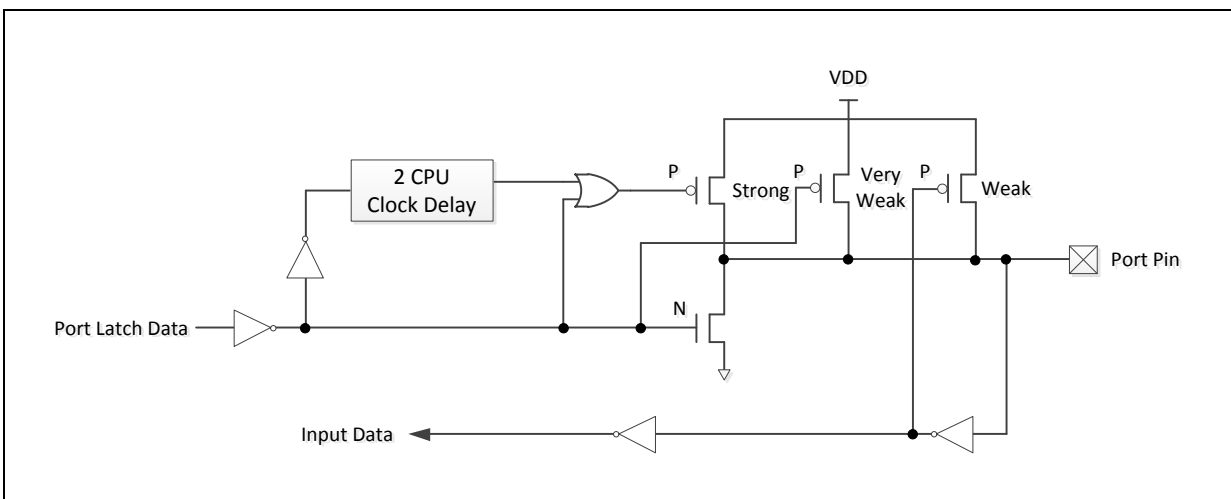 VDD
2 CPU
Clock Delay
P
Strong
P
Very
Weak
P
Weak
Port Pin
N
Port Latch Data
Input Data